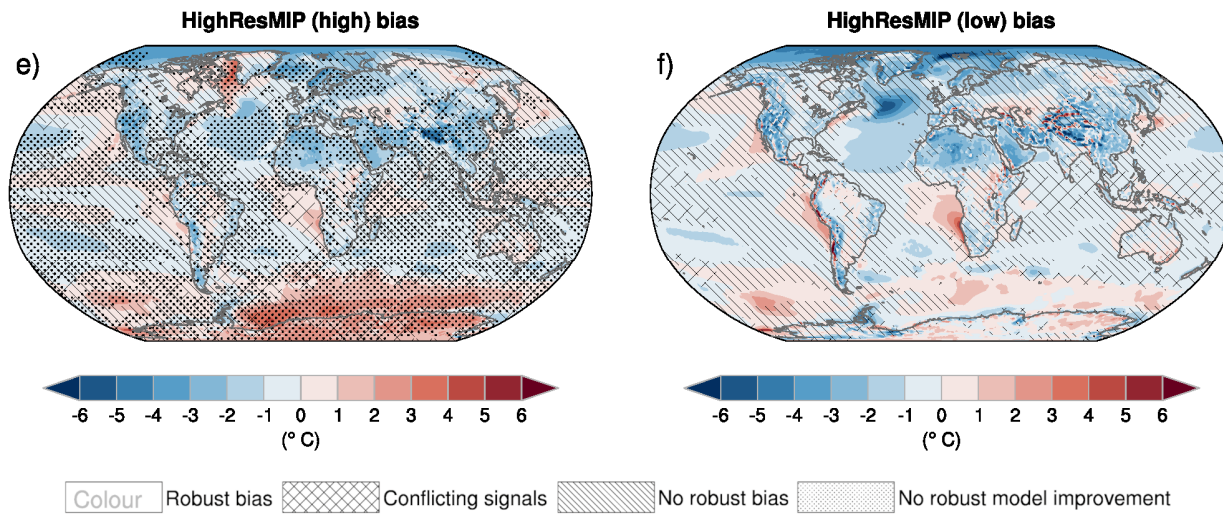 HighResMIP (high) bias
HighResMIP (low) bias
e)
f)
-6 -5 -4 -3 -2 -1 0 1 2 3 4 5 6
(° C)
-6 -5 -4 -3 -2 -1 0 1 2 3 4 5 6
(° C)
Colour Robust bias Conflicting signals No robust bias No robust model improvement